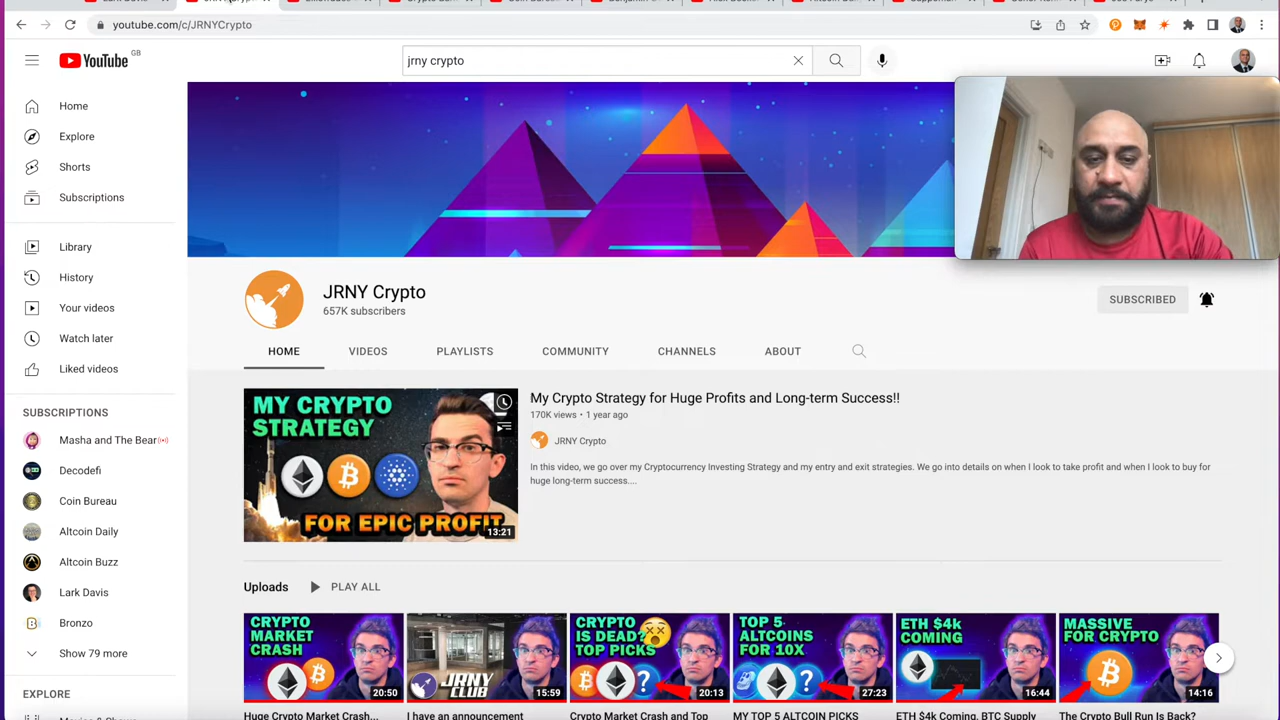 youtube.com/c/JRNYCrypto
YouTube GB
jrny crypto
Home
Explore
Shorts
Subscriptions
Library
History
Your videos
Watch later
Liked videos
SUBSCRIPTIONS
Masha and The Bear
Decodefi
Coin Bureau
Altcoin Daily
Altcoin Buzz
Lark Davis
Bronzo
Show 79 more
EXPLORE
JRNY Crypto
657K subscribers
SUBSCRIBED
HOME VIDEOS PLAYLISTS COMMUNITY CHANNELS ABOUT
MY CRYPTO
STRATEGY
FOR EPIC PROFIT
13:21
My Crypto Strategy for Huge Profits and Long-term Success!!
170K views • 1 year ago
JRNY Crypto
In this video, we go over my Cryptocurrency Investing Strategy and my entry and exit strategies. We go into details on when I look to take profit and when I look to buy for
huge long-term success....
Uploads PLAY ALL
CRYPTO
MARKET
CRASH
20:50
JRNY
CLUB
15:59
CRYPTO
IS DEAD?
TOP PICKS
20:13
TOP 5
ALTCOINS
FOR 10X
27:23
ETH $4k
COMING
16:44
MASSIVE
FOR CRYPTO
14:16
Huge Crypto Market Crash...
I have an announcement
Crypto Market Crash and Top
MY TOP 5 ALTCOIN PICKS
ETH $4k Coming, BTC Supply
The Crypto Bull Run Is Back?